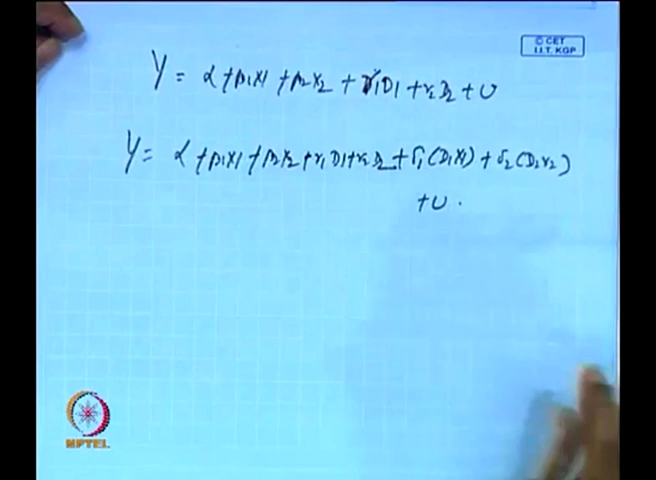 © CET
I.I.T. KGP
Y = α + β1X1 + β2X2 + γ1D1 + γ2D2 + U
Y = α + β1X1 + β2X2 + γ1D1 + γ2D2 + δ1(D1X1) + δ2(D2X2)
+ U.
NPTEL